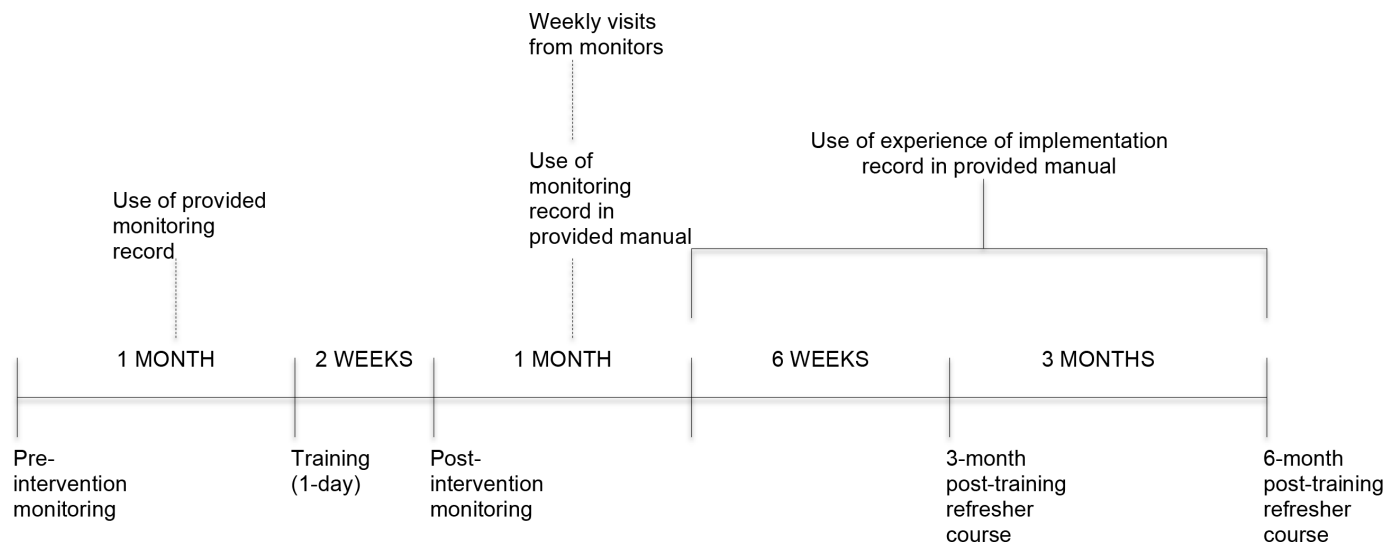 Weekly visits
from monitors
Use of experience of implementation
record in provided manual
Use of
monitoring
record in
provided manual
Use of provided
monitoring
record
1 MONTH
2 WEEKS
1 MONTH
6 WEEKS
3 MONTHS
Pre-
intervention
monitoring
Training
(1-day)
Post-
intervention
monitoring
3-month
post-training
refresher
course
6-month
post-training
refresher
course